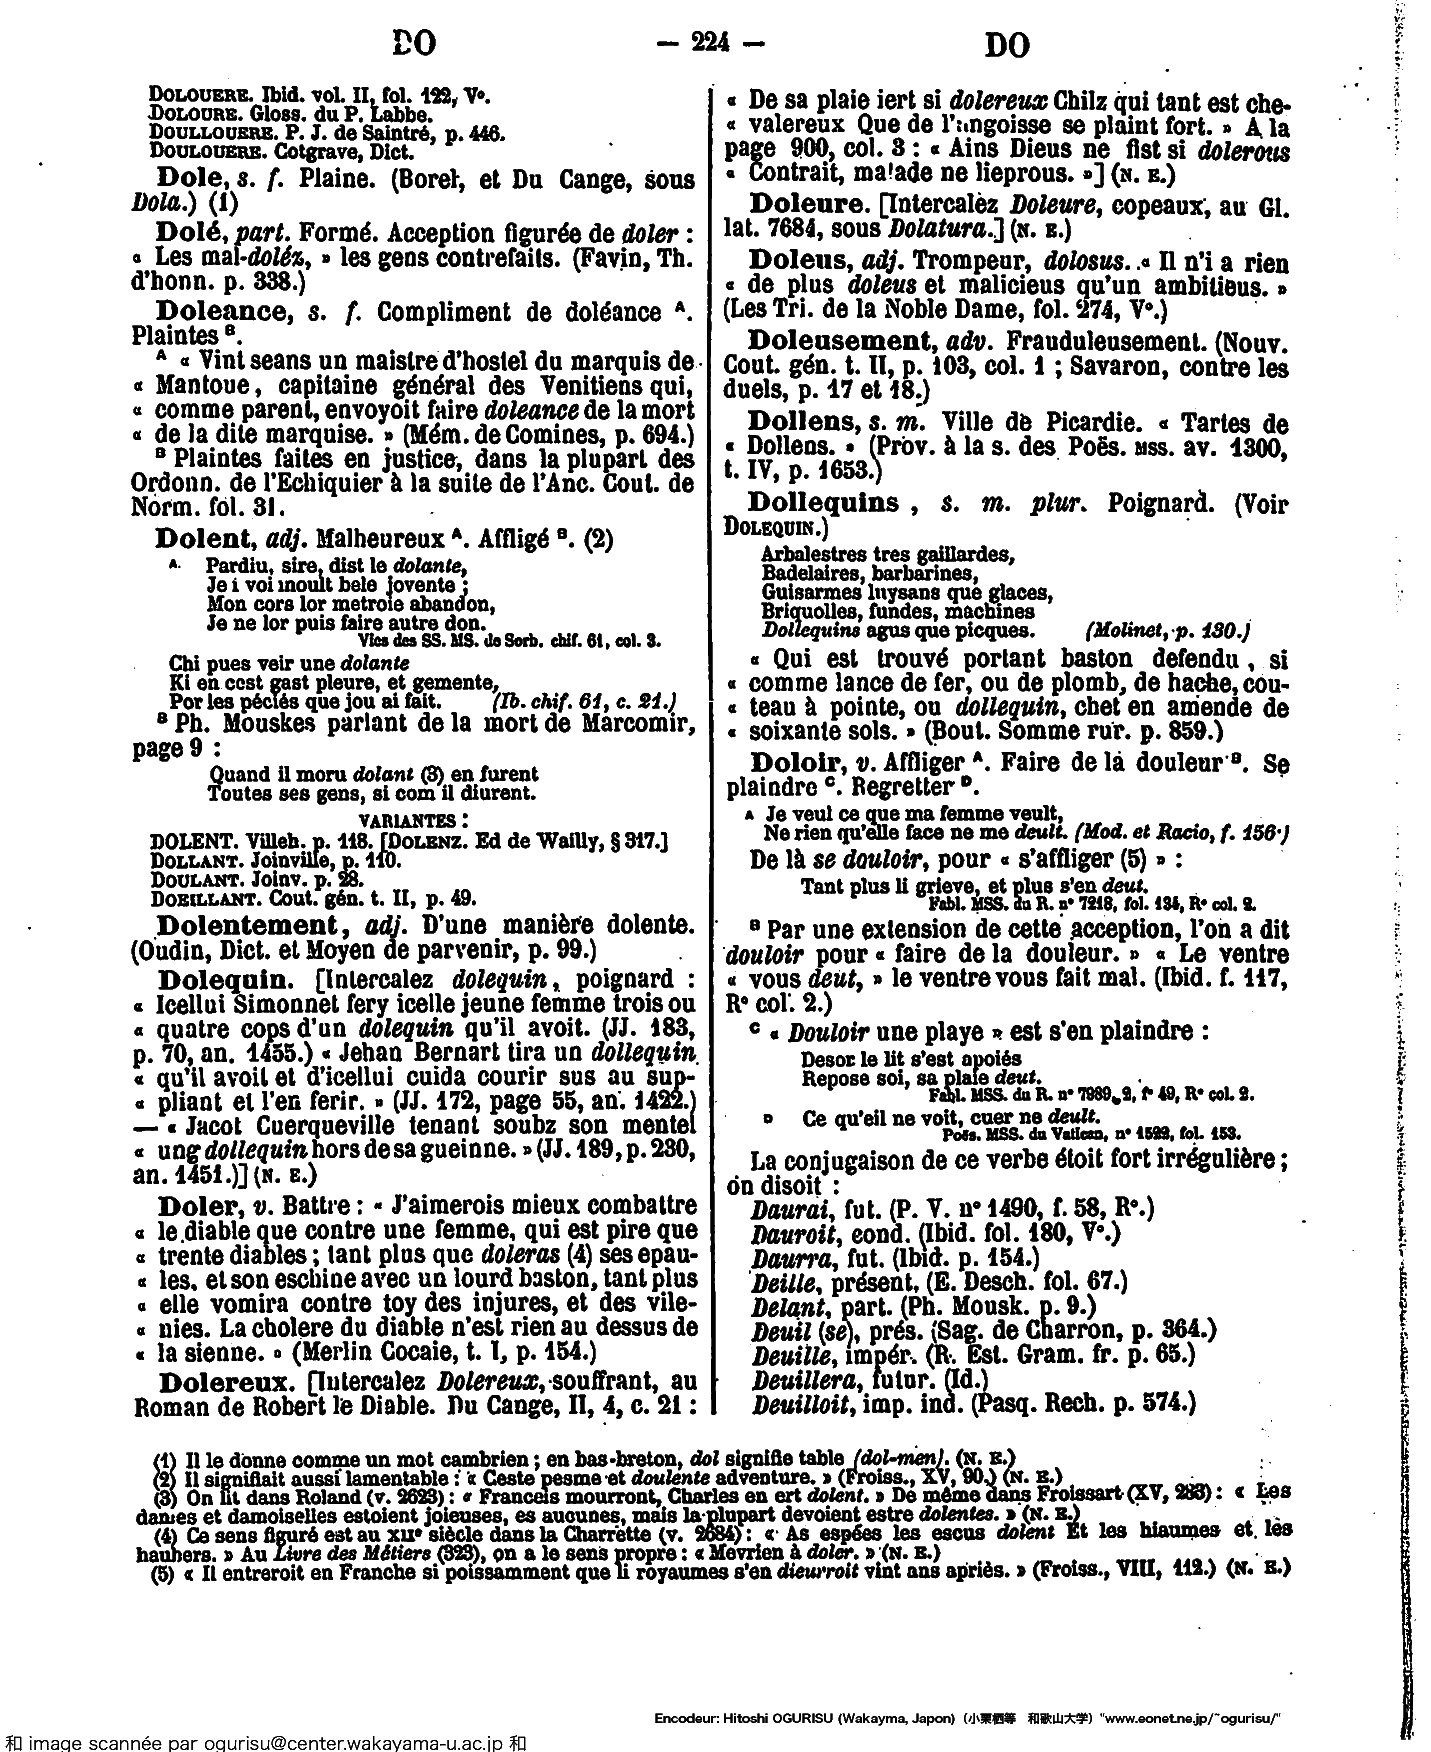 DO
— 224 —
DO
DOLOUERE. Ibid. vol. II, fol. 122, Vº.
DOLOURE. Gloss. du P. Labbe.
DOULLOUERE. P. J. de Saintré, p. 446.
DOULOUERE. Cotgrave, Dict.
Dole, s. f. Plaine. (Borel, et Du Cange, sous
Dola.) (1)
Dolé, part. Formé. Acception figurée de doler :
« Les mal-doléz, » les gens contrefaits. (Favin, Th.
d'honn. p. 338.)
Doleance, s. f. Compliment de doléance A.
Plaintes B.
A « Vint seans un maistre d'hostel du marquis de
« Mantoue, capitaine général des Venitiens qui,
« comme parent, envoyoit faire doleance de la mort
« de la dite marquise. » (Mém. de Comines, p. 694.)
B Plaintes faites en justice, dans la plupart des
Ordonn. de l'Echiquier à la suite de l'Anc. Cout. de
Norm. fol. 31.
Dolent, adj. Malheureux A. Affligé B. (2)
A. Pardiu, sire, dist le dolante,
Je i voi moult bele jovente ;
Mon cors lor metroie abandon,
Je ne lor puis faire autre don.
Vies des SS. MS. de Sorb. chif. 61, col. 3.
Chi pues veir une dolante
Ki en cest gast pleure, et gemente,
Por les péciés que jou ai fait. (Ib. chif. 61, c. 21.)
B Ph. Mouskes parlant de la mort de Marcomir,
page 9 :
Quand il moru dolant (3) en furent
Toutes ses gens, si com il diurent.
VARIANTES :
DOLENT. Villeh. p. 118. [DOLENZ. Ed de Wailly, § 317.]
DOLLANT. Joinville, p. 110.
DOULANT. Joinv. p. 28.
DOEILLANT. Cout. gén. t. II, p. 49.
Dolentement, adj. D'une manière dolente.
(Oudin, Dict. et Moyen de parvenir, p. 99.)
Dolequin. [Intercalez dolequin, poignard :
« Icellui Simonnet fery icelle jeune femme trois ou
« quatre cops d'un dolequin qu'il avoit. (JJ. 183,
p. 70, an. 1455.) « Jehan Bernart tira un dollequin
« qu'il avoit et d'icellui cuida courir sus au sup-
« pliant et l'en ferir. » (JJ. 172, page 55, an. 1422.)
— « Jacot Cuerqueville tenant soubz son mentel
« ung dollequin hors de sa gueinne. » (JJ. 189, p. 230,
an. 1451.)] (N. E.)
Doler, v. Battre : « J'aimerois mieux combattre
« le diable que contre une femme, qui est pire que
« trente diables ; tant plus que doleras (4) ses epau-
« les, et son eschine avec un lourd baston, tant plus
« elle vomira contre toy des injures, et des vile-
« nies. La cholere du diable n'est rien au dessus de
« la sienne. » (Merlin Cocaie, t. I, p. 154.)
Dolereux. [Intercalez Dolereux, souffrant, au
Roman de Robert le Diable. Du Cange, II, 4, c. 21 :
« De sa plaie iert si dolereux Chilz qui tant est che-
« valereux Que de l'angoisse se plaint fort. » A la
page 900, col. 3 : « Ains Dieus ne fist si dolerous
« Contrait, malade ne lieprous. »] (N. E.)
Doleure. [Intercalèz Doleure, copeaux, au Gl.
lat. 7684, sous Dolatura.] (N. E.)
Doleus, adj. Trompeur, dolosus. « Il n'i a rien
« de plus doleus et malicieus qu'un ambitieus. »
(Les Tri. de la Noble Dame, fol. 274, Vº.)
Doleusement, adv. Frauduleusement. (Nouv.
Cout. gén. t. II, p. 103, col. 1 ; Savaron, contre les
duels, p. 17 et 18.)
Dollens, s. m. Ville de Picardie. « Tartes de
« Dollens. » (Prov. à la s. des Poës. MSS. av. 1300,
t. IV, p. 1653.)
Dollequins , s. m. plur. Poignard. (Voir
DOLEQUIN.)
Arbalestres tres gaillardes,
Badelaires, barbarines,
Guisarmes luysans que glaces,
Briquolles, fundes, machines
Dollequins agus que picques. (Molinet, p. 130.)
« Qui est trouvé portant baston defendu , si
« comme lance de fer, ou de plomb, de hache, cou-
« teau à pointe, ou dollequin, chet en amende de
« soixante sols. » (Bout. Somme rur. p. 859.)
Doloir, v. Affliger A. Faire de la douleur B. Se
plaindre C. Regretter D.
A Je veul ce que ma femme veult,
Ne rien qu'elle face ne me deult. (Mod. et Racio, f. 156.)
De là se douloir, pour « s'affliger (5) » :
Tant plus li grieve, et plus s'en deut.
Fabl. MSS. du R. nº 7218, fol. 134, Rº col. 2.
B Par une extension de cette acception, l'on a dit
douloir pour « faire de la douleur. » « Le ventre
« vous deut, » le ventre vous fait mal. (Ibid. f. 117,
Rº col. 2.)
C « Douloir une playe » est s'en plaindre :
Desor le lit s'est apoiés
Repose soi, sa plaie deut.
Fabl. MSS. du R. nº 7989, 2, fº 49, Rº col. 2.
D Ce qu'eil ne voit, cuer ne deult.
Poës. MSS. du Vatican, nº 1522, fol. 153.
La conjugaison de ce verbe étoit fort irrégulière ;
on disoit :
Daurai, fut. (P. V. nº 1490, f. 58, Rº.)
Dauroit, cond. (Ibid. fol. 180, Vº.)
Daurra, fut. (Ibid. p. 154.)
Deille, présent. (E. Desch. fol. 67.)
Delant, part. (Ph. Mousk. p. 9.)
Deuil (se), prés. (Sag. de Charron, p. 364.)
Deuille, impér. (R. Est. Gram. fr. p. 65.)
Deuillera, futur. (Id.)
Deuilloit, imp. ind. (Pasq. Rech. p. 574.)
(1) Il le donne comme un mot cambrien ; en bas-breton, dol signifie table (dol-men). (N. E.)
(2) Il signifiait aussi lamentable : « Ceste pesme et doulente adventure. » (Froiss., XV, 90.) (N. E.)
(3) On lit dans Roland (v. 2623) : « Franceis mourront, Charles en ert dolent. » De même dans Froissart (XV, 283) : « Les
dames et damoiselles estoient joieuses, es aucunes, mais la plupart devoient estre dolentes. » (N. E.)
(4) Ce sens figuré est au XIIe siècle dans la Charrette (v. 2684) : « As espées les escus dolent Et les hiaumes et les
haubers. » Au Livre des Métiers (323), on a le sens propre : « Mevrien à doler. » (N. E.)
(5) « Il entreroit en Franche si poissamment que li royaumes s'en dieurroit vint ans apriès. » (Froiss., VIII, 112.) (N. E.)
Encodeur: Hitoshi OGURISU (Wakayma, Japon) (小栗栖等 和歌山大学) "www.eonet.ne.jp/~ogurisu/"
和 image scannée par ogurisu@center.wakayama-u.ac.jp 和